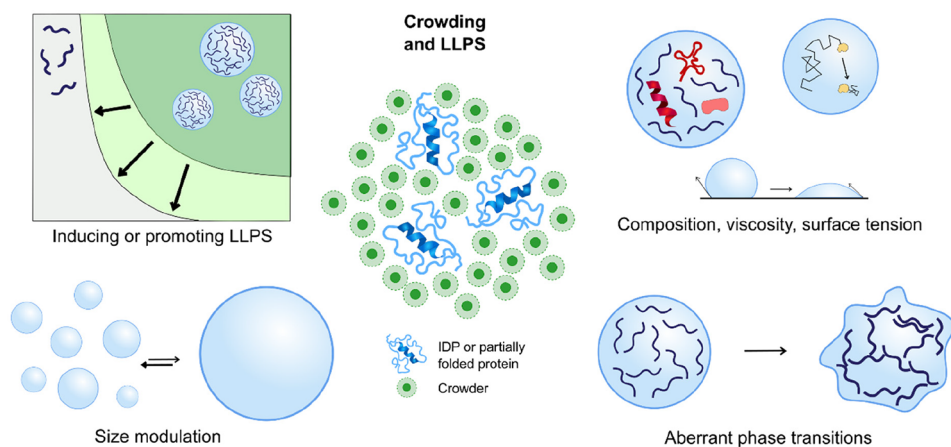 Crowding
and LLPS
Inducing or promoting LLPS
Composition, viscosity, surface tension
IDP or partially
folded protein
Crowder
Size modulation
Aberrant phase transitions